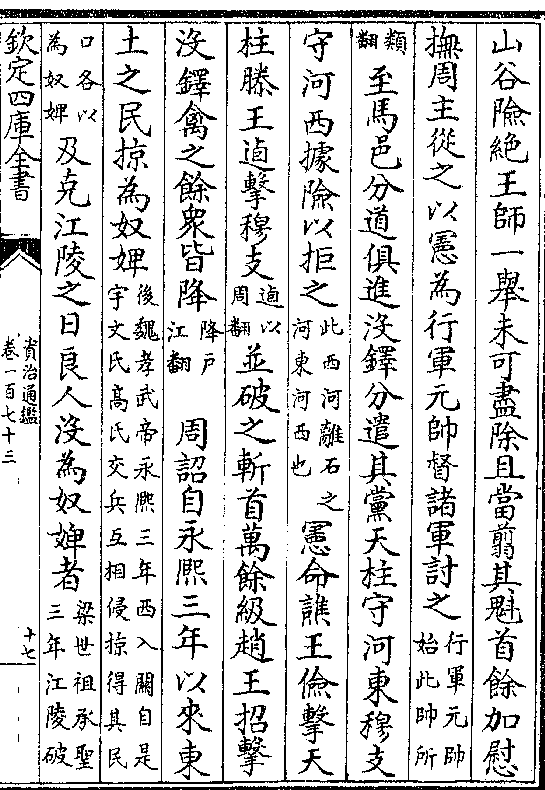 山谷險絶王師一舉未可盡除且當翦其魁首餘加慰
撫周主從之以憲為行軍元帥督諸軍討之行軍元帥始此帥所
類翻至馬邑分道俱進沒鐸分遣其黨天柱守河東穆支
守河西據險以拒之此西河離石之河東河西也憲命譙王儉擊天
柱滕王逌擊穆支逌以周翻並破之斬首萬餘級趙王招擊
沒鐸禽之餘衆皆降降户江翻周詔自永熙三年以來東
土之民掠為奴婢後魏孝武帝永熙三年西入關自是宇文氏高氏交兵互相侵掠得其民
口各以為奴婢及克江陵之日良人沒為奴婢者梁世祖承聖三年江陵破
欽定四庫全書
資治通鑑
卷一百七十三
十七